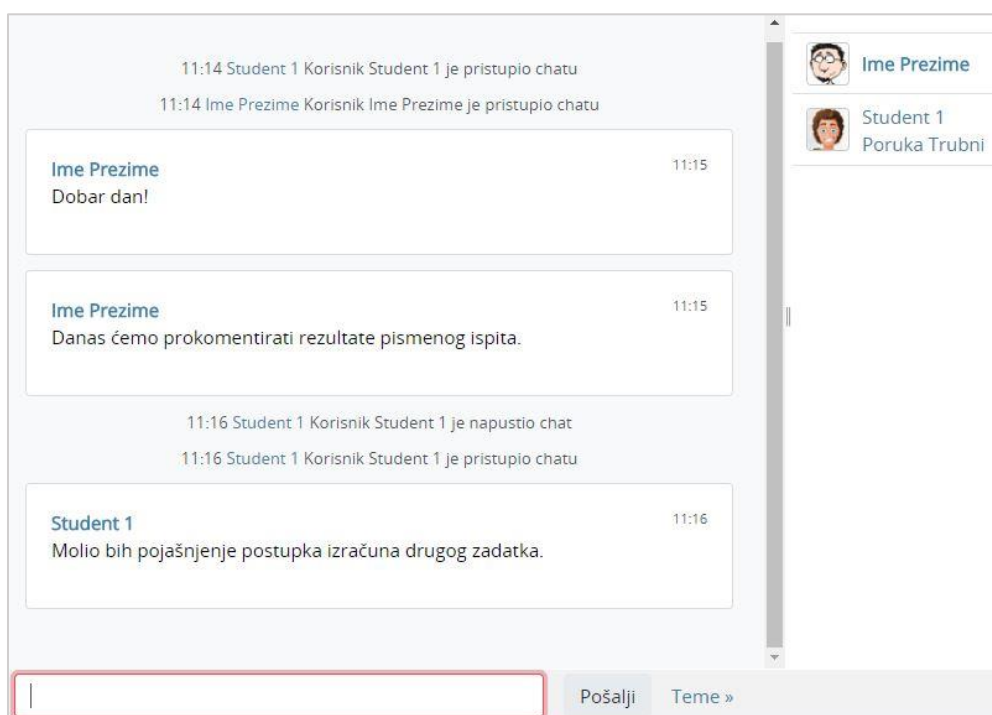 11:14 Student 1 Korisnik Student 1 je pristupio chatu
11:14 Ime Prezime Korisnik Ime Prezime je pristupio chatu
Ime Prezime 11:15
Dobar dan!
Ime Prezime 11:15
Danas ćemo prokomentirati rezultate pismenog ispita.
11:16 Student 1 Korisnik Student 1 je napustio chat
11:16 Student 1 Korisnik Student 1 je pristupio chatu
Student 1 11:16
Molio bih pojašnjenje postupka izračuna drugog zadatka.
Pošalji Teme »
Ime Prezime
Student 1
Poruka Trubni